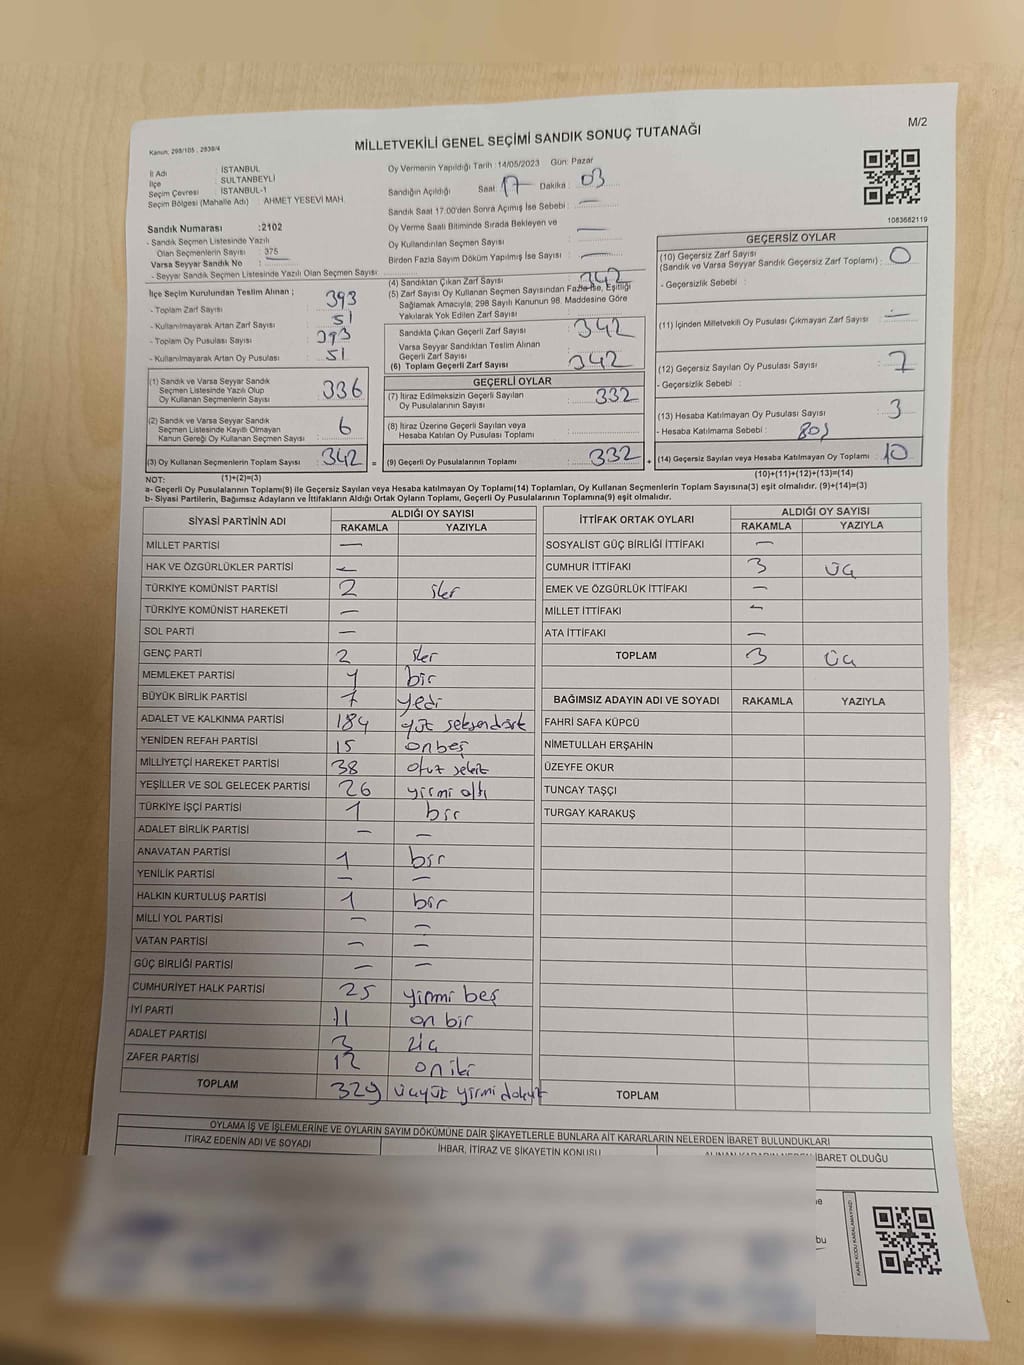 M/2
Kanun; 298/105 ; 2839/4
MİLLETVEKİLİ GENEL SEÇİMİ SANDIK SONUÇ TUTANAĞI
İl Adı : İSTANBUL
İlçe : SULTANBEYLİ
Seçim Çevresi : İSTANBUL-1
Seçim Bölgesi (Mahalle Adı) : AHMET YESEVİ MAH.
Oy Vermenin Yapıldığı Tarih :14/05/2023 Gün: Pazar
Sandığın Açıldığı Saat: 17 Dakika : 03
Sandık Saat 17:00'den Sonra Açımış İse Sebebi : —
Oy Verme Saati Bitiminde Sırada Bekleyen ve
Oy Kullandırılan Seçmen Sayısı : —
Birden Fazla Sayım Döküm Yapılmış İse Sayısı : —
1083682119
Sandık Numarası :2102
- Sandık Seçmen Listesinde Yazılı
Olan Seçmenlerin Sayısı : 375
Varsa Seyyar Sandık No : —
- Seyyar Sandık Seçmen Listesinde Yazılı Olan Seçmen Sayısı :
İlçe Seçim Kurulundan Teslim Alınan ;
- Toplam Zarf Sayısı : 393
- Kullanılmayarak Artan Zarf Sayısı : 51
- Toplam Oy Pusulası : 393
- Kullanılmayarak Artan Oy Pusulası : 51
(4) Sandıktan Çıkan Zarf Sayısı : 342
(5) Zarf Sayısı Oy Kullanan Seçmen Sayısından Fazla ise, Eşitliği
Sağlamak Amacıyla; 298 Sayılı Kanunun 98. Maddesine Göre
Yakılarak Yok Edilen Zarf Sayısı :
Sandıkta Çıkan Geçerli Zarf Sayısı : 342
Varsa Seyyar Sandıktan Teslim Alınan
Geçerli Zarf Sayısı :
(6) Toplam Geçerli Zarf Sayısı : 342
GEÇERSİZ OYLAR
(10) Geçersiz Zarf Sayısı
(Sandık ve Varsa Seyyar Sandık Geçersiz Zarf Toplamı) : 0
- Geçersizlik Sebebi :
(11) İçinden Milletvekili Oy Pusulası Çıkmayan Zarf Sayısı : —
(12) Geçersiz Sayılan Oy Pusulası Sayısı : 7
- Geçersizlik Sebebi :
(13) Hesaba Katılmayan Oy Pusulası Sayısı : 3
- Hesaba Katılmama Sebebi : boş
(14) Geçersiz Sayılan veya Hesaba Katılmayan Oy Toplamı : 10
(10)+(11)+(12)+(13)=(14)
(1) Sandık ve Varsa Seyyar Sandık
Seçmen Listesinde Yazılı Olup
Oy Kullanan Seçmenlerin Sayısı : 336
(2) Sandık ve Varsa Seyyar Sandık
Seçmen Listesinde Kayıtlı Olmayan
Kanun Gereği Oy Kullanan Seçmen Sayısı : 6
(3) Oy Kullanan Seçmenlerin Toplam Sayısı : 342 =
(1)+(2)=(3)
GEÇERLİ OYLAR
(7) İtiraz Edilmeksizin Geçerli Sayılan
Oy Pusulalarının Sayısı : 332
(8) İtiraz Üzerine Geçerli Sayılan veya
Hesaba Katılan Oy Pusulası Toplamı :
(9) Geçerli Oy Pusulalarının Toplamı : 332 +
NOT:
a- Geçerli Oy Pusulalarının Toplamı(9) ile Geçersiz Sayılan veya Hesaba katılmayan Oy Toplamı(14) Toplamları, Oy Kullanan Seçmenlerin Toplam Sayısına(3) eşit olmalıdır. (9)+(14)=(3)
b- Siyasi Partilerin, Bağımsız Adayların ve İttifakların Aldığı Ortak Oyların Toplamı, Geçerli Oy Pusulalarının Toplamına(9) eşit olmalıdır.
SİYASİ PARTİNİN ADI ALDIĞI OY SAYISI
RAKAMLA YAZIYLA
MİLLET PARTİSİ —
HAK VE ÖZGÜRLÜKLER PARTİSİ —
TÜRKİYE KOMÜNİST PARTİSİ 2 iki
TÜRKİYE KOMÜNİST HAREKETİ —
SOL PARTİ —
GENÇ PARTİ 2 iki
MEMLEKET PARTİSİ 1 bir
BÜYÜK BİRLİK PARTİSİ 7 yedi
ADALET VE KALKINMA PARTİSİ 184 yüz seksendört
YENİDEN REFAH PARTİSİ 15 onbeş
MİLLİYETÇİ HAREKET PARTİSİ 38 otuz sekiz
YEŞİLLER VE SOL GELECEK PARTİSİ 26 yirmi altı
TÜRKİYE İŞÇİ PARTİSİ 1 bir
ADALET BİRLİK PARTİSİ — —
ANAVATAN PARTİSİ 1 bir
YENİLİK PARTİSİ — —
HALKIN KURTULUŞ PARTİSİ 1 bir
MİLLİ YOL PARTİSİ — —
VATAN PARTİSİ — —
GÜÇ BİRLİĞİ PARTİSİ — —
CUMHURİYET HALK PARTİSİ 25 yirmi beş
İYİ PARTİ 11 on bir
ADALET PARTİSİ 3 üç
ZAFER PARTİSİ 12 on iki
TOPLAM 329 üçyüz yirmi dokuz
İTTİFAK ORTAK OYLARI ALDIĞI OY SAYISI
RAKAMLA YAZIYLA
SOSYALİST GÜÇ BİRLİĞİ İTTİFAKI —
CUMHUR İTTİFAKI 3 üç
EMEK VE ÖZGÜRLÜK İTTİFAKI —
MİLLET İTTİFAKI —
ATA İTTİFAKI —
TOPLAM 3 üç
BAĞIMSIZ ADAYIN ADI VE SOYADI RAKAMLA YAZIYLA
FAHRİ SAFA KÜPCÜ
NİMETULLAH ERŞAHİN
ÜZEYFE OKUR
TUNCAY TAŞÇI
TURGAY KARAKUŞ
TOPLAM
OYLAMA İŞ VE İŞLEMLERİNE VE OYLARIN SAYIM DÖKÜMÜNE DAİR ŞİKAYETLERLE BUNLARA AİT KARARLARIN NELERDEN İBARET BULUNDUKLARI
İTİRAZ EDENİN ADI VE SOYADI
İHBAR, İTİRAZ VE ŞİKAYETİN KONUSU
İBARET OLDUĞU
bu
KARE KODU KARALAMAYINIZ!